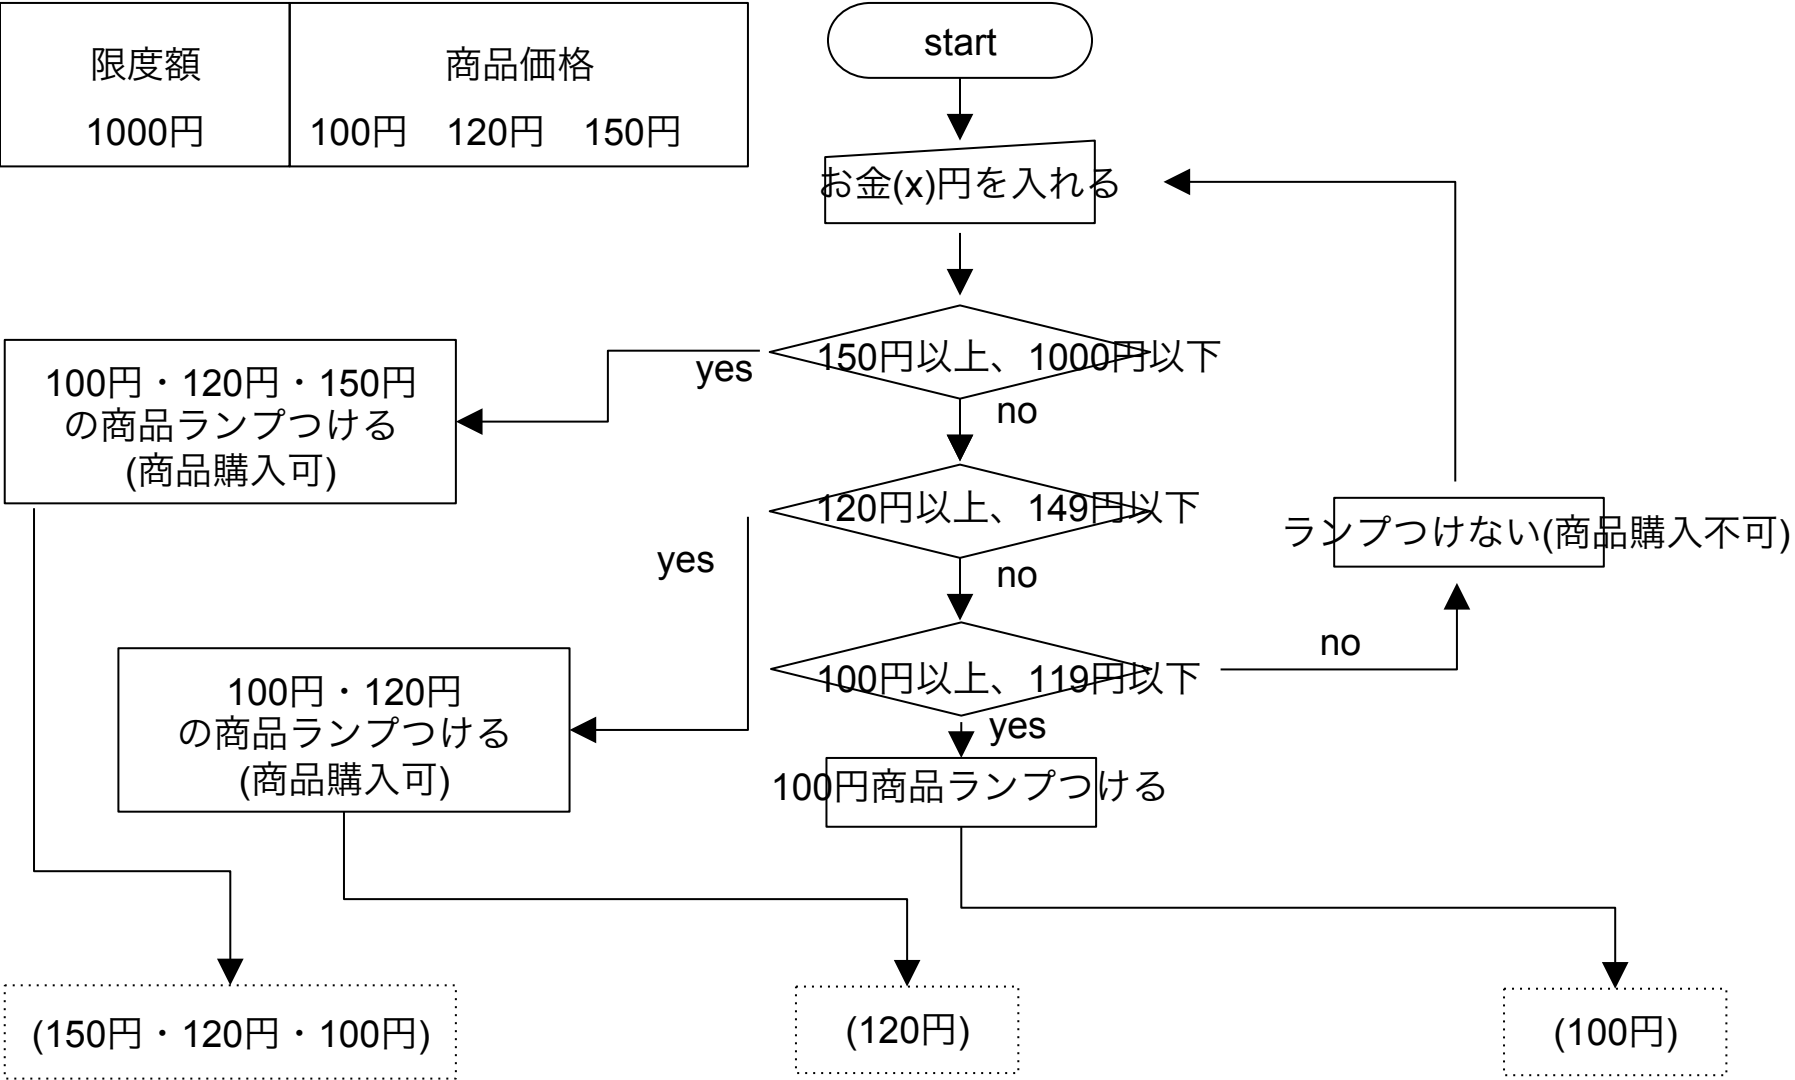 限度額
1000円
商品価格
100円 120円 150円
start
お金(x)円を入れる
150円以上、1000円以下
yes
no
100円・120円・150円
の商品ランプつける
(商品購入可)
120円以上、149円以下
yes
no
ランプつけない(商品購入不可)
100円以上、119円以下
no
yes
100円・120円
の商品ランプつける
(商品購入可)
100円商品ランプつける
(150円・120円・100円)
(120円)
(100円)